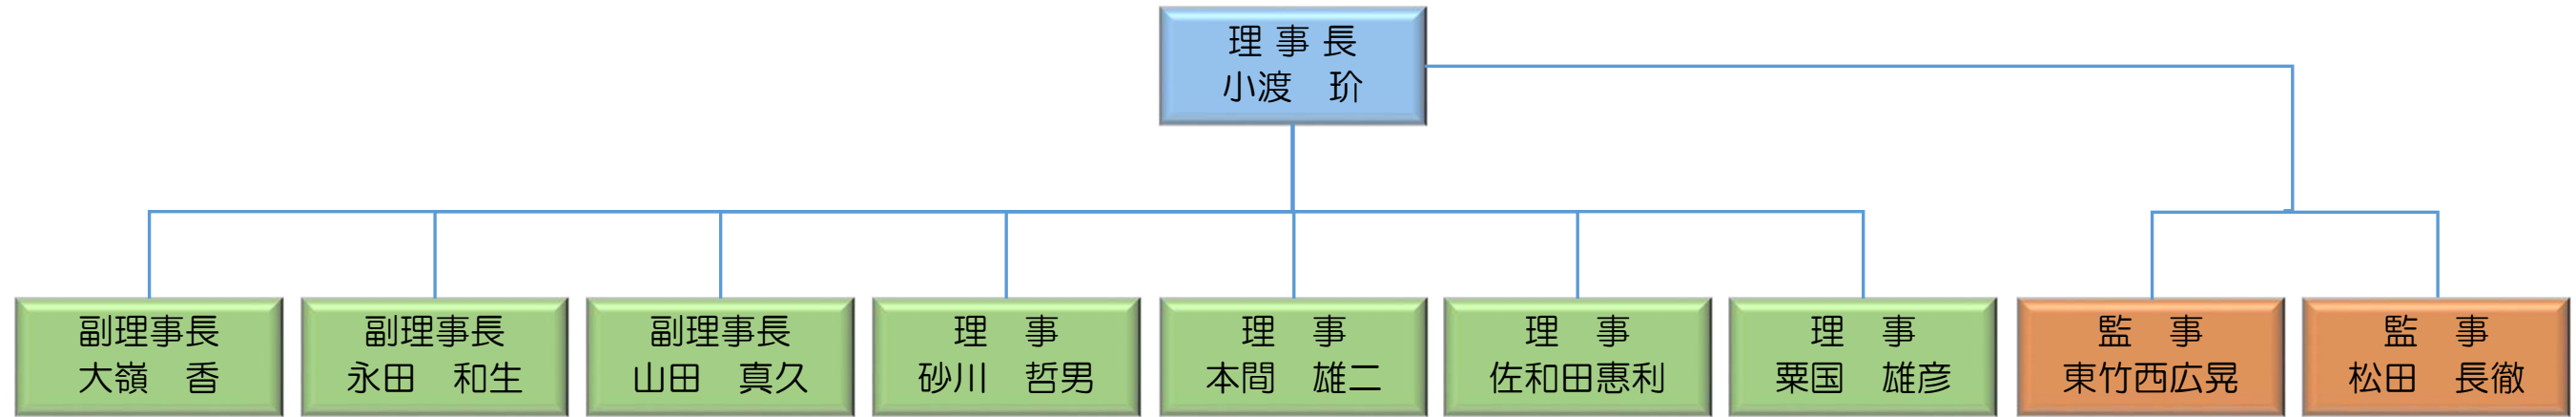 理 事 長
小渡　玠
副理事長
大嶺　香
副理事長
永田　和生
副理事長
山田　真久
理　事
砂川　哲男
理　事
本間　雄二
理　事
佐和田惠利
理　事
粟国　雄彦
監　事
東竹西広晃
監　事
松田　長徹